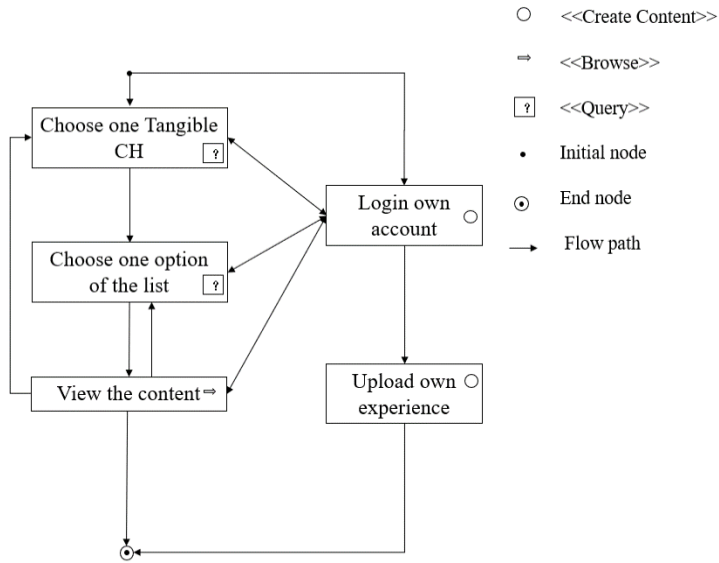 Choose one Tangible
CH
?
Choose one option
of the list
?
View the content
Login own
account
Upload own
experience
<<Create Content>>
<<Browse>>
?
<<Query>>
Initial node
End node
Flow path